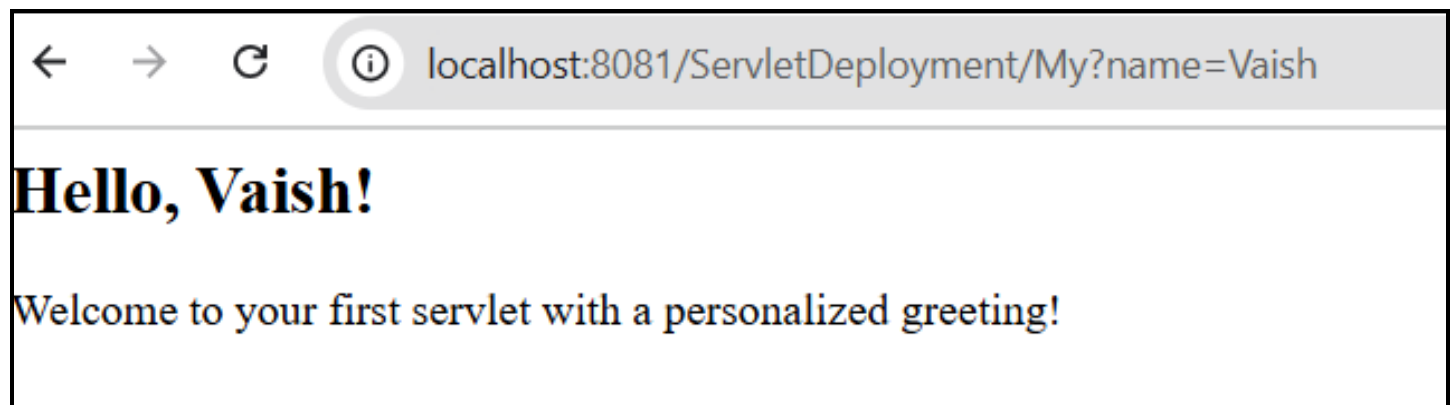 localhost:8081/ServletDeployment/My?name=Vaish
Hello, Vaish!
Welcome to your first servlet with a personalized greeting!